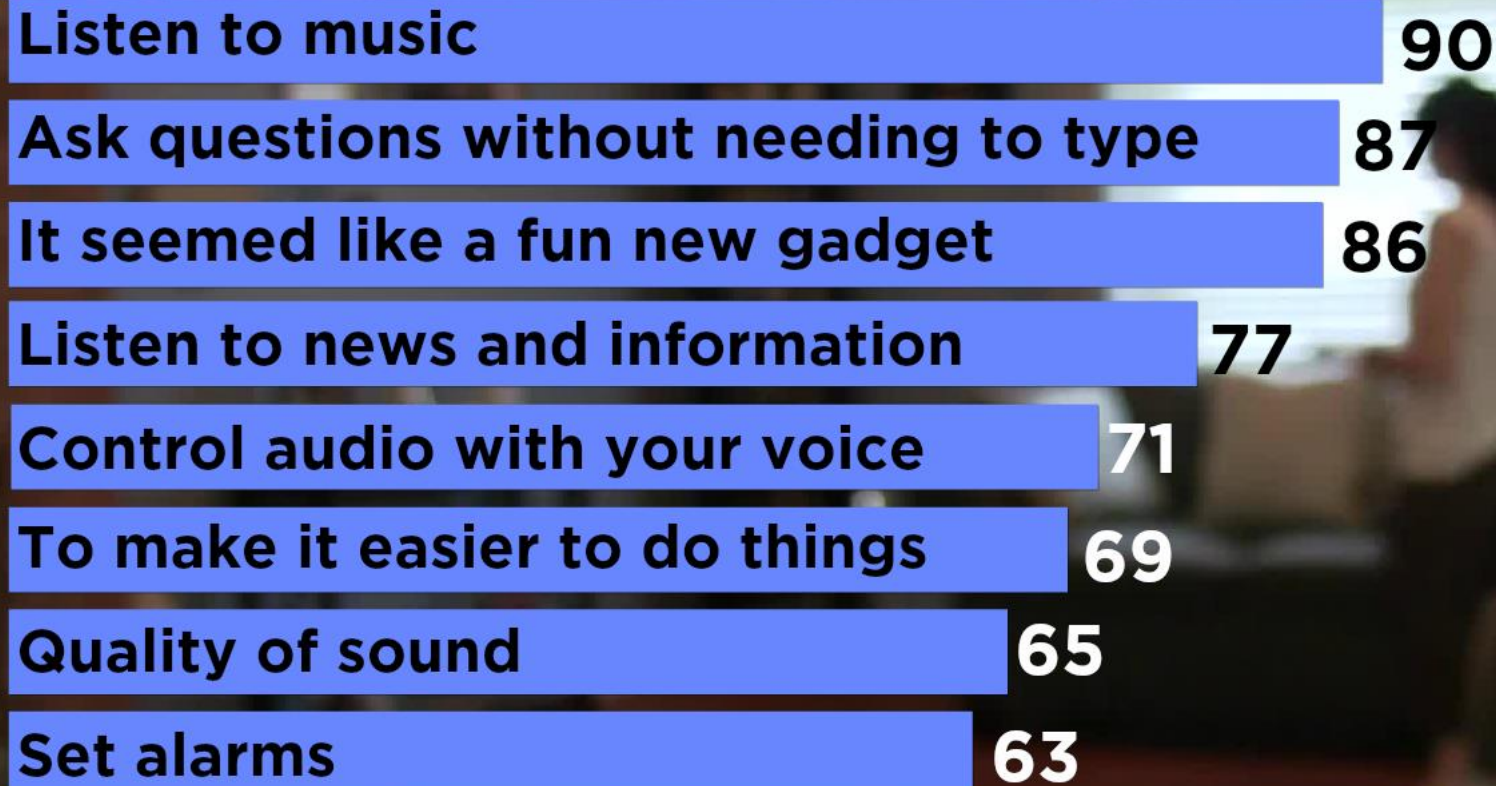 Listen to music 90
Ask questions without needing to type 87
It seemed like a fun new gadget 86
Listen to news and information 77
Control audio with your voice 71
To make it easier to do things 69
Quality of sound 65
Set alarms 63